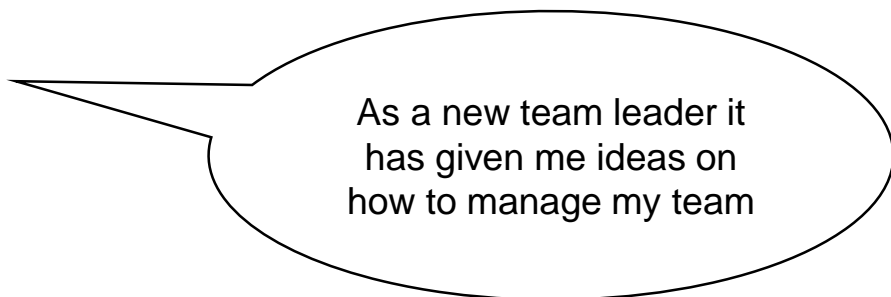 As a new team leader it
has given me ideas on
how to manage my team